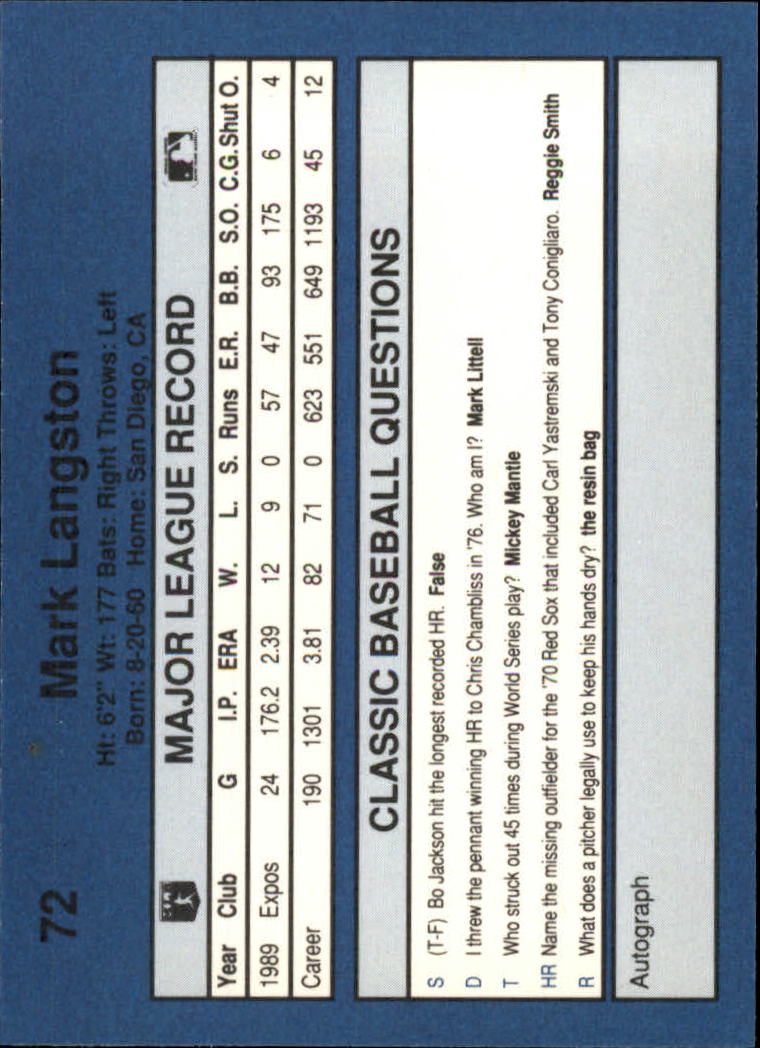 72 Mark Langston
Ht: 6'2" Wt: 177 Bats: Right Throws: Left
Born: 8-20-60 Home: San Diego, CA
MAJOR LEAGUE RECORD
Year Club G I.P. ERA W. L. S. Runs E.R. B.B. S.O. C.G. Shut O.
1989 Expos 24 176.2 2.39 12 9 0 57 47 93 175 6 4
Career 190 1301 3.81 82 71 0 623 551 649 1193 45 12
CLASSIC BASEBALL QUESTIONS
S (T-F) Bo Jackson hit the longest recorded HR. False
D I threw the pennant winning HR to Chris Chambliss in '76. Who am I? Mark Littell
T Who struck out 45 times during World Series play? Mickey Mantle
HR Name the missing outfielder for the '70 Red Sox that included Carl Yastremski and Tony Conigliaro. Reggie Smith
R What does a pitcher legally use to keep his hands dry? the resin bag
Autograph